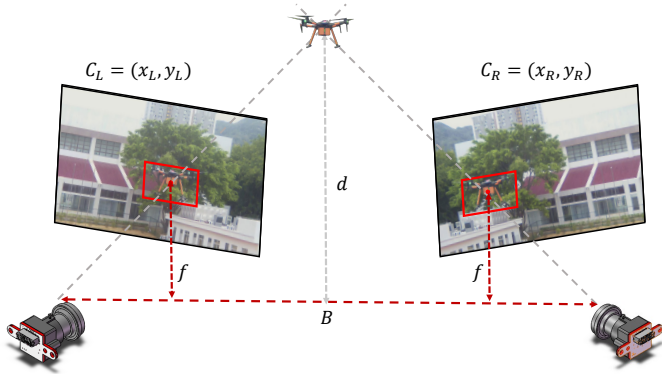 C_L = (x_L, y_L)
C_R = (x_R, y_R)
d
f
f
B